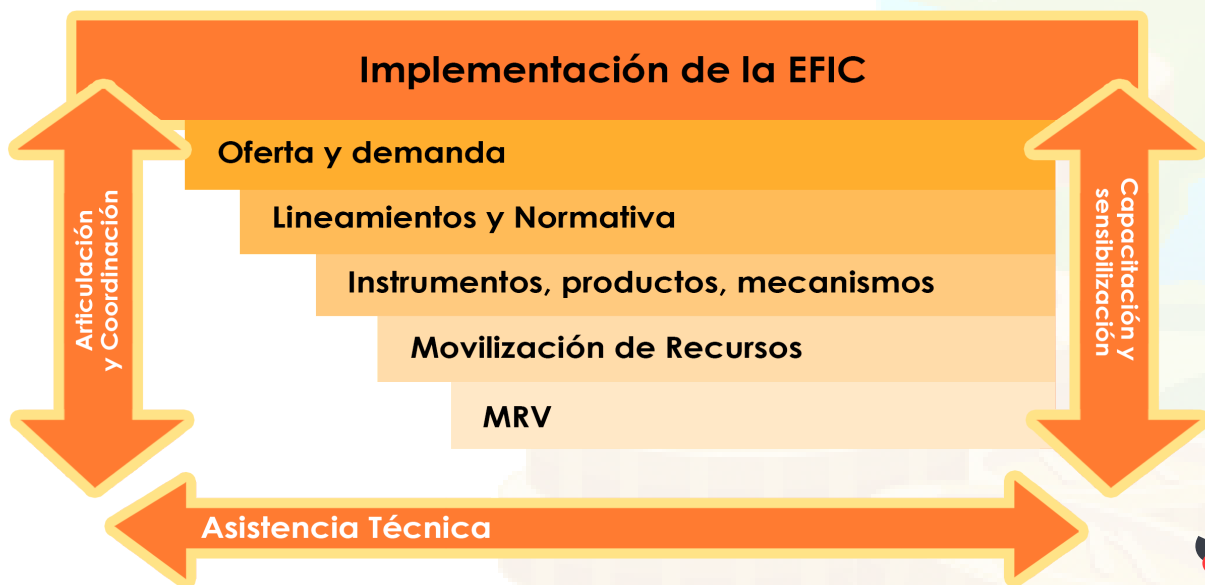 Implementación de la EFIC
Oferta y demanda
Lineamientos y Normativa
Instrumentos, productos, mecanismos
Movilización de Recursos
MRV
Articulación
y Coordinación
Capacitación y
sensibilización
Asistencia Técnica